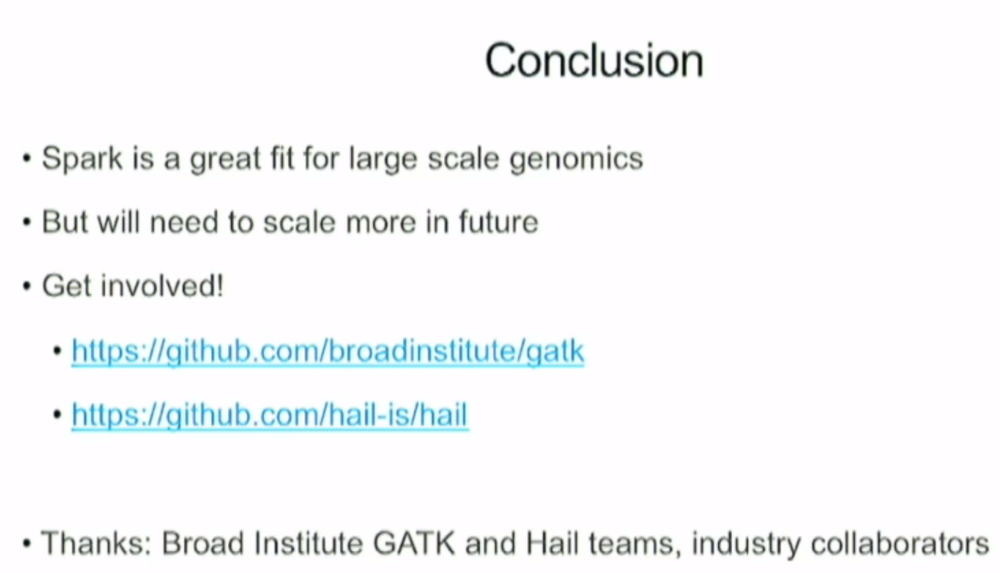 Conclusion
• Spark is a great fit for large scale genomics
• But will need to scale more in future
• Get involved!
• https://github.com/broadinstitute/gatk
• https://github.com/hail-is/hail
• Thanks: Broad Institute GATK and Hail teams, industry collaborators